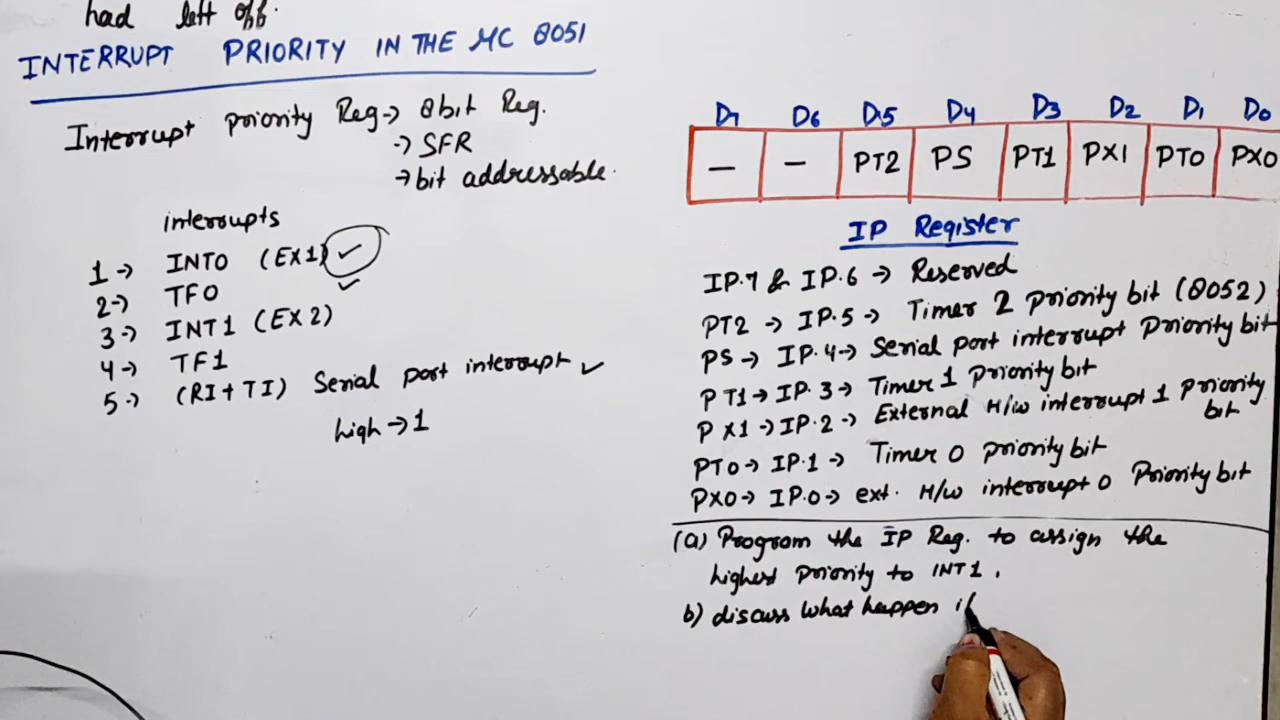 had left off.
INTERRUPT PRIORITY IN THE MC 8051
Interrupt priority Reg→ 8bit Reg.
→ SFR
→ bit addressable.
interrupts
1 → INT0 (EX1) ✓
2 → TF0 ✓
3 → INT1 (EX2)
4 → TF1
5 → (RI+TI) Serial port interrupt ✓
high → 1
D7 D6 D5 D4 D3 D2 D1 D0
— — PT2 PS PT1 PX1 PT0 PX0
IP Register
IP.7 & IP.6 → Reserved
PT2 → IP.5 → Timer 2 priority bit (8052)
PS → IP.4 → Serial port interrupt Priority bit
PT1 → IP.3 → Timer 1 priority bit
PX1 → IP.2 → External H/w interrupt 1 Priority
bit
PT0 → IP.1 → Timer 0 priority bit
PX0 → IP.0 → ext. H/w interrupt 0 Priority bit
(a) Program the IP Reg. to assign the
highest priority to INT1.
b) discuss what happen if